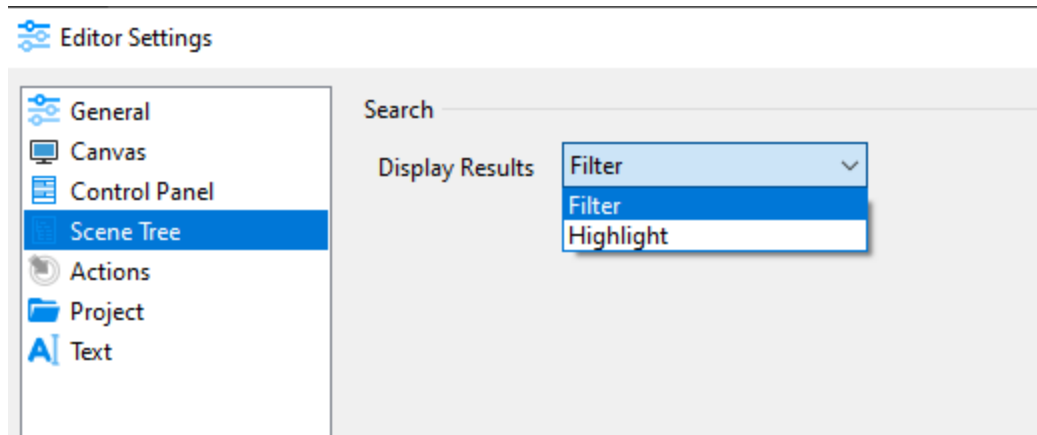 Editor Settings
General
Canvas
Control Panel
Scene Tree
Actions
Project
Text
Search
Display Results
Filter
Filter
Highlight